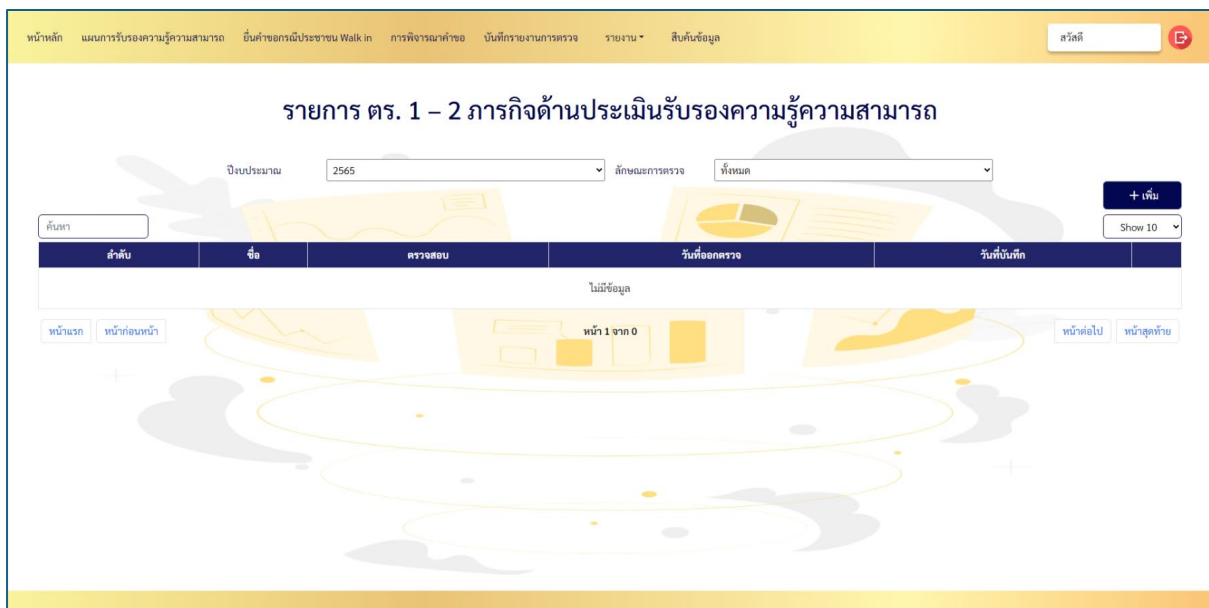 หน้าหลัก แผนการรับรองความรู้ความสามารถ ยื่นคำขอกรณีประชาชน Walk in การพิจารณาคำขอ บันทึกรายงานการตรวจ รายงาน สืบค้นข้อมูล สวัสดี
รายการ ตร. 1 – 2 ภารกิจด้านประเมินรับรองความรู้ความสามารถ
ปีงบประมาณ 2565 ลักษณะการตรวจ ทั้งหมด
+ เพิ่ม
ค้นหา Show 10
ลำดับ ชื่อ ตรวจสอบ วันที่ออกตรวจ วันที่บันทึก
ไม่มีข้อมูล
หน้าแรก หน้าก่อนหน้า หน้า 1 จาก 0 หน้าต่อไป หน้าสุดท้าย